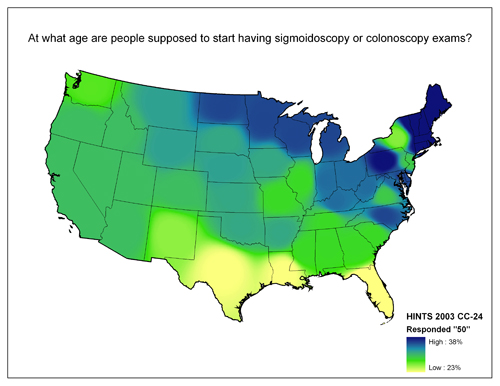 At what age are people supposed to start having sigmoidoscopy or colonoscopy exams?
HINTS 2003 CC-24
Responded "50"
High : 38%
Low : 23%